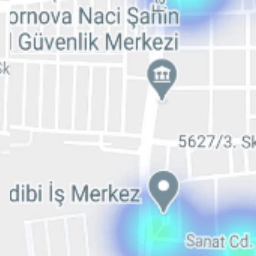 ornova Naci Şahin
Güvenlik Merkezi
Sk
5627/3. Sk
dibi İş Merkez
Sanat Cd.